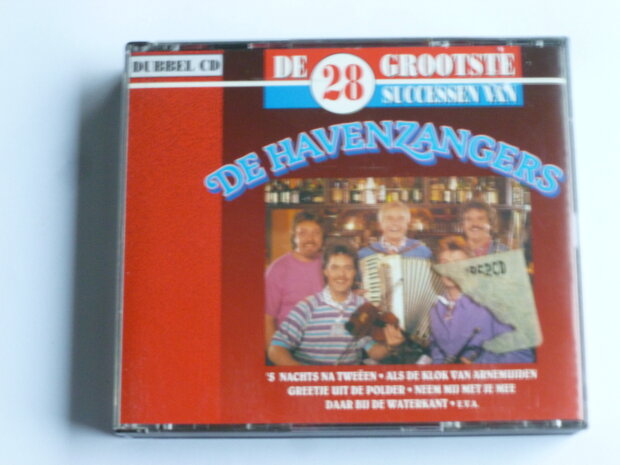 DUBBEL CD
DE 28 GROOTSTE
SUCCESSEN VAN
DE HAVENZANGERS
'S NACHTS NA TWEËEN • ALS DE KLOK VAN ARNEMUIDEN
GREETJE UIT DE POLDER • NEEM MIJ MET JE MEE
DAAR BIJ DE WATERKANT • E.V.A.